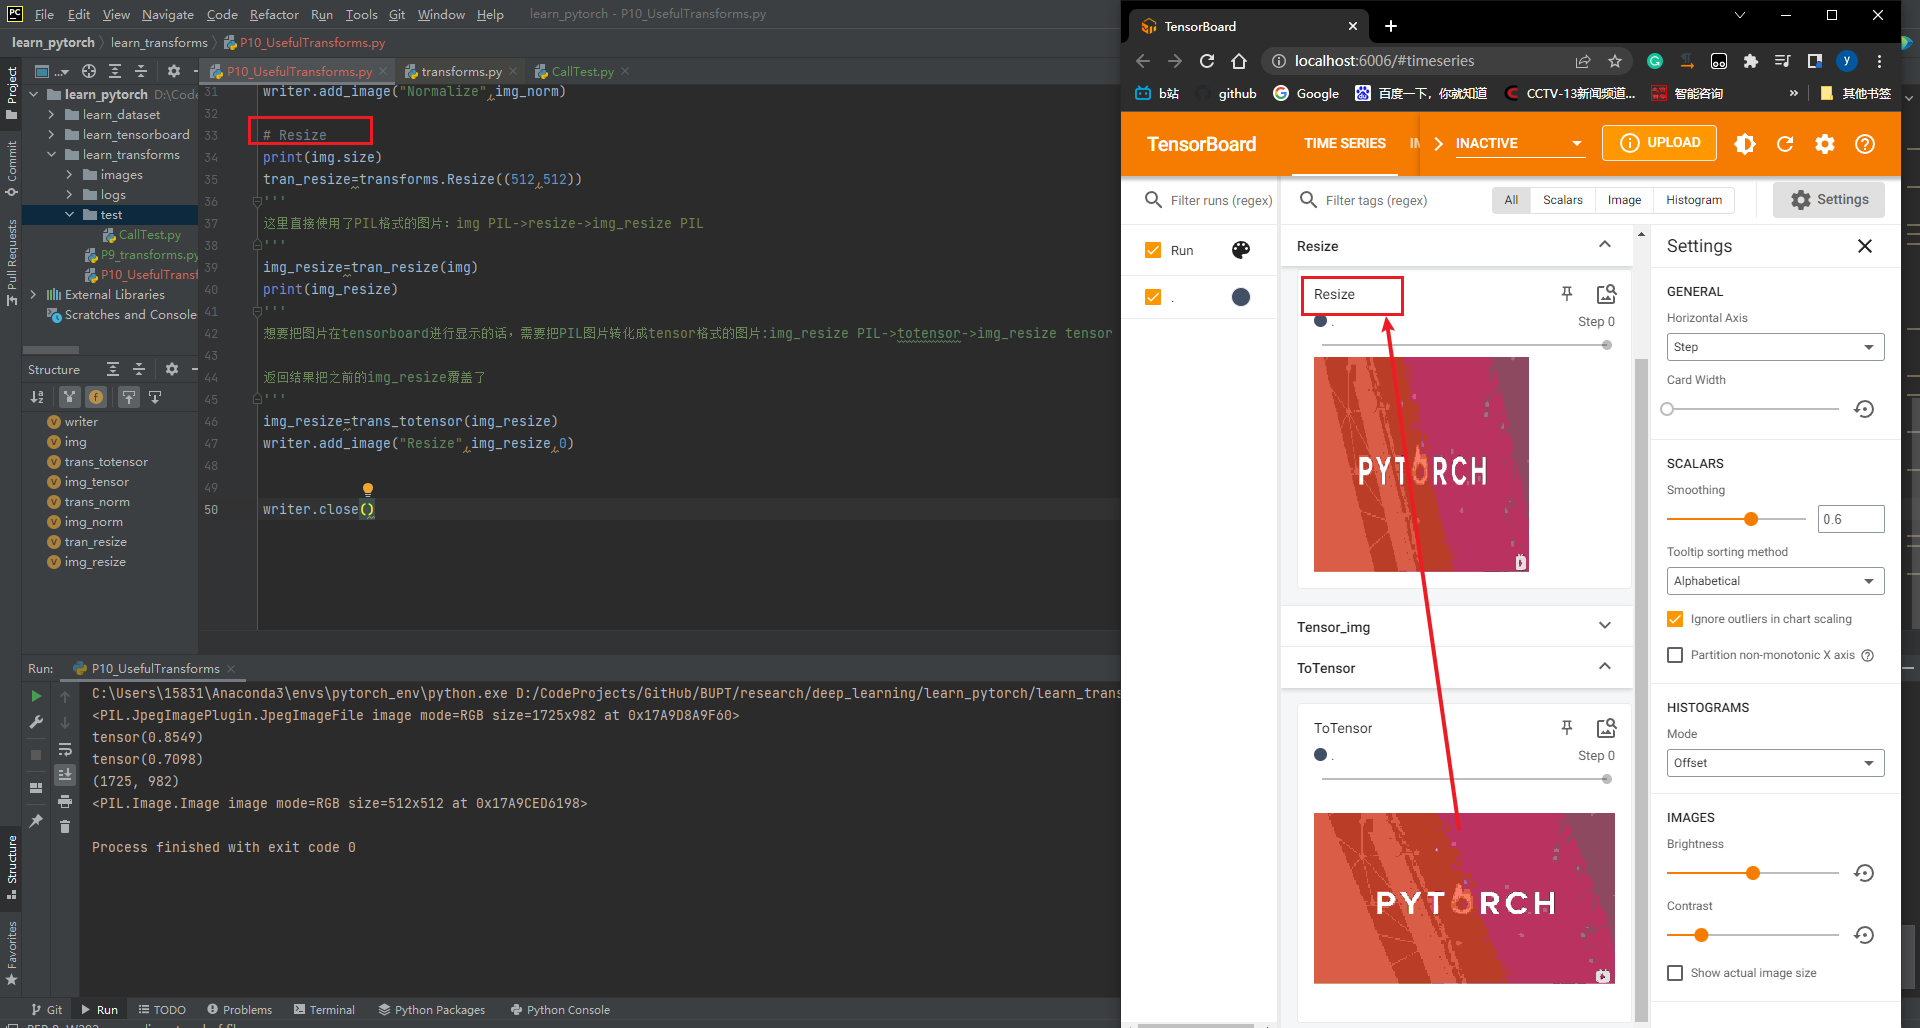 File Edit View Navigate Code Refactor Run Tools Git Window Help learn_pytorch - P10_UsefulTransforms.py
learn_pytorch learn_transforms P10_UsefulTransforms.py
Project
Commit
Pull Requests
Structure
Favorites
learn_pytorch D:\Code
learn_dataset
learn_tensorboard
learn_transforms
images
logs
test
CallTest.py
P9_transforms.py
P10_UsefulTransf
External Libraries
Scratches and Console
Structure
writer
img
trans_totensor
img_tensor
trans_norm
img_norm
tran_resize
img_resize
P10_UsefulTransforms.py transforms.py CallTest.py
31 writer.add_image("Normalize",img_norm)
32
33 # Resize
34 print(img.size)
35 tran_resize=transforms.Resize((512,512))
36 '''
37 这里直接使用了PIL格式的图片: img PIL->resize->img_resize PIL
38 '''
39 img_resize=tran_resize(img)
40 print(img_resize)
41 '''
42 想要把图片在tensorboard进行显示的话，需要把PIL图片转化成tensor格式的图片:img_resize PIL->totensor->img_resize tensor
43
44 返回结果把之前的img_resize覆盖了
45 '''
46 img_resize=trans_totensor(img_resize)
47 writer.add_image("Resize",img_resize,0)
48
49
50 writer.close()
Run: P10_UsefulTransforms
C:\Users\15831\Anaconda3\envs\pytorch_env\python.exe D:/CodeProjects/GitHub/BUPT/research/deep_learning/learn_pytorch/learn_trans
<PIL.JpegImagePlugin.JpegImageFile image mode=RGB size=1725x982 at 0x17A9D8A9F60>
tensor(0.8549)
tensor(0.7098)
(1725, 982)
<PIL.Image.Image image mode=RGB size=512x512 at 0x17A9CED6198>
Process finished with exit code 0
Git Run TODO Problems Terminal Python Packages Python Console
TensorBoard
localhost:6006/#timeseries
b站 github Google 百度一下，你就知道 CCTV-13新闻频道... 智能咨询 » 其他书签
TensorBoard TIME SERIES INACTIVE UPLOAD
Filter runs (regex) Filter tags (regex) All Scalars Image Histogram Settings
Run
.
Resize
Resize
. Step 0
PYTORCH
Tensor_img
ToTensor
ToTensor
. Step 0
PYTORCH
Settings
GENERAL
Horizontal Axis
Step
Card Width
SCALARS
Smoothing
0.6
Tooltip sorting method
Alphabetical
Ignore outliers in chart scaling
Partition non-monotonic X axis
HISTOGRAMS
Mode
Offset
IMAGES
Brightness
Contrast
Show actual image size